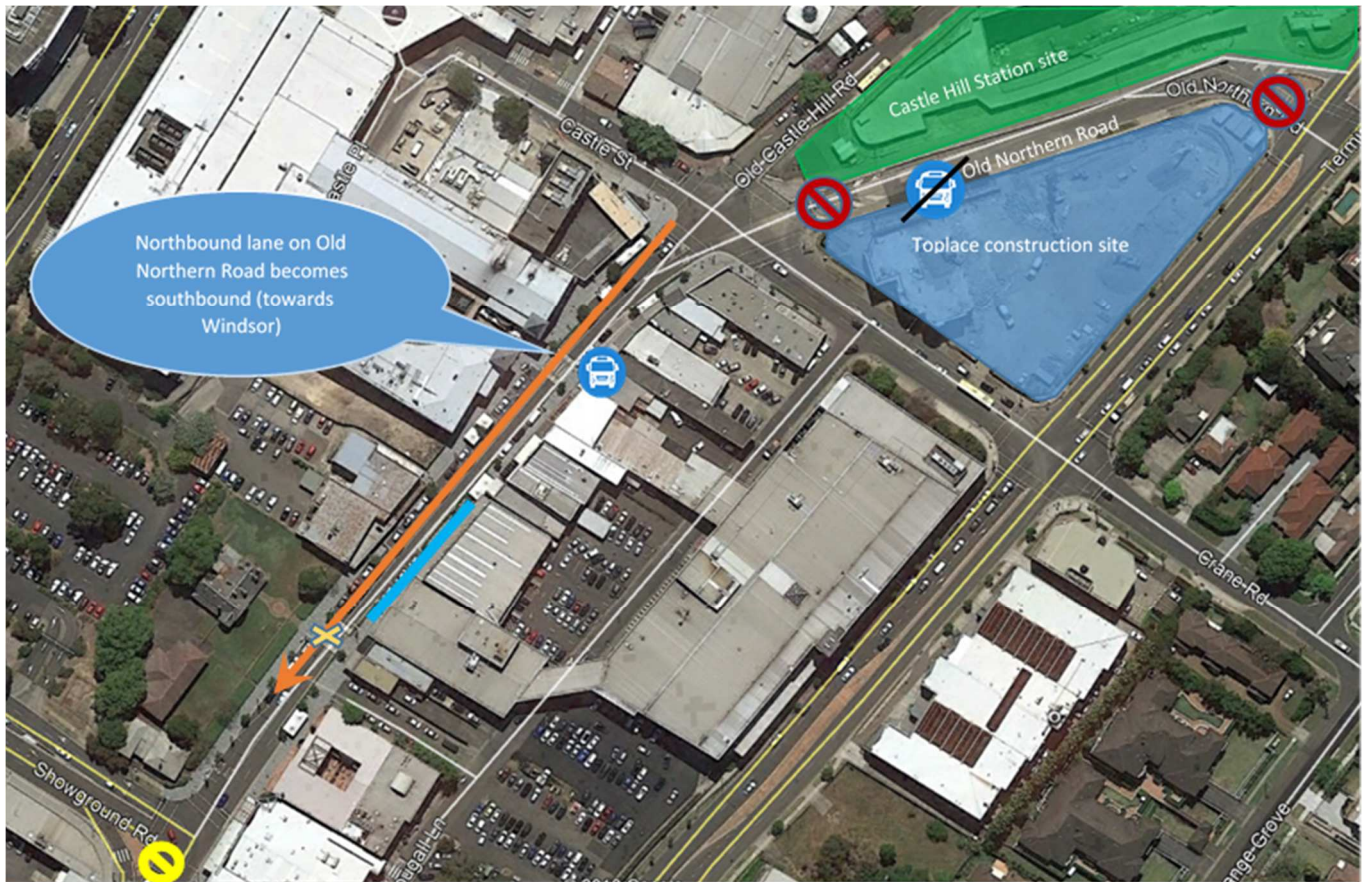 Castle Hill Station site
Old Northern Rd
Old Northern Road
Castle St
Old Castle Hill Rd
Toplace construction site
Northbound lane on Old
Northern Road becomes
southbound (towards
Windsor)
Crane Rd
Showground Rd